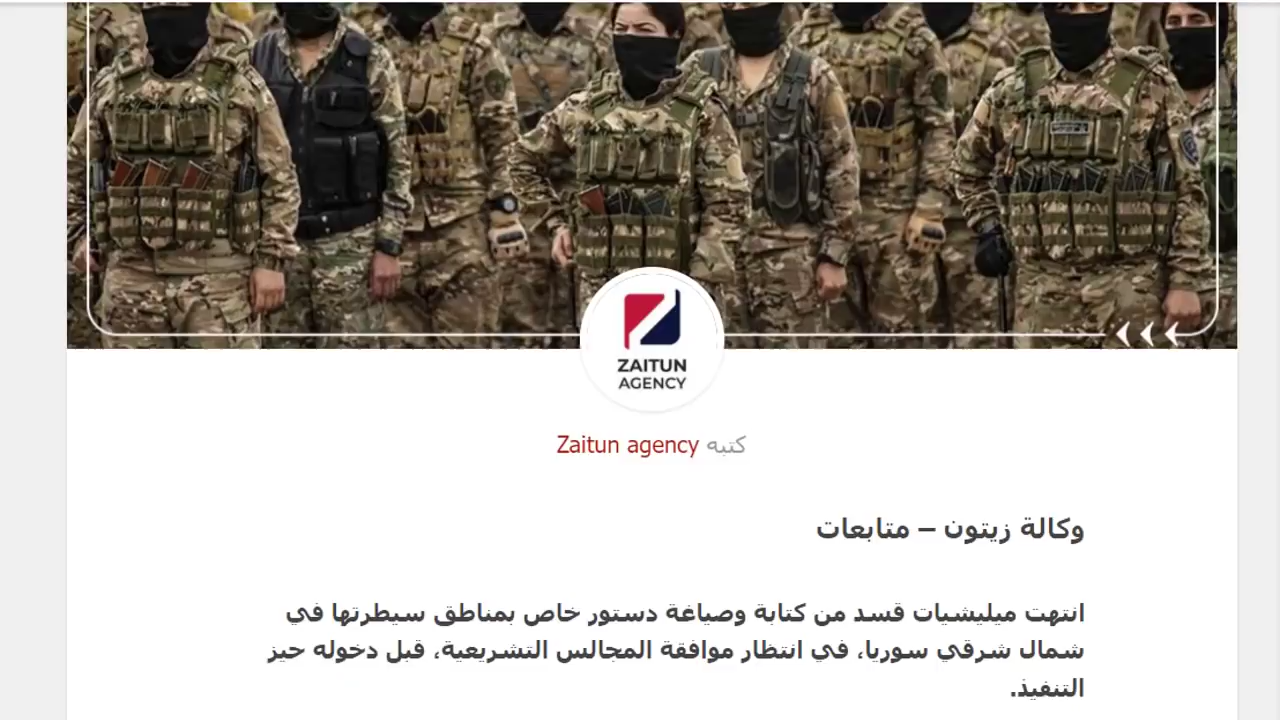 ZAITUN
AGENCY
كتبه Zaitun agency
وكالة زيتون – متابعات
انتهت ميليشيات قسد من كتابة وصياغة دستور خاص بمناطق سيطرتها في
شمال شرقي سوريا، في انتظار موافقة المجالس التشريعية، قبل دخوله حيز
التنفيذ.